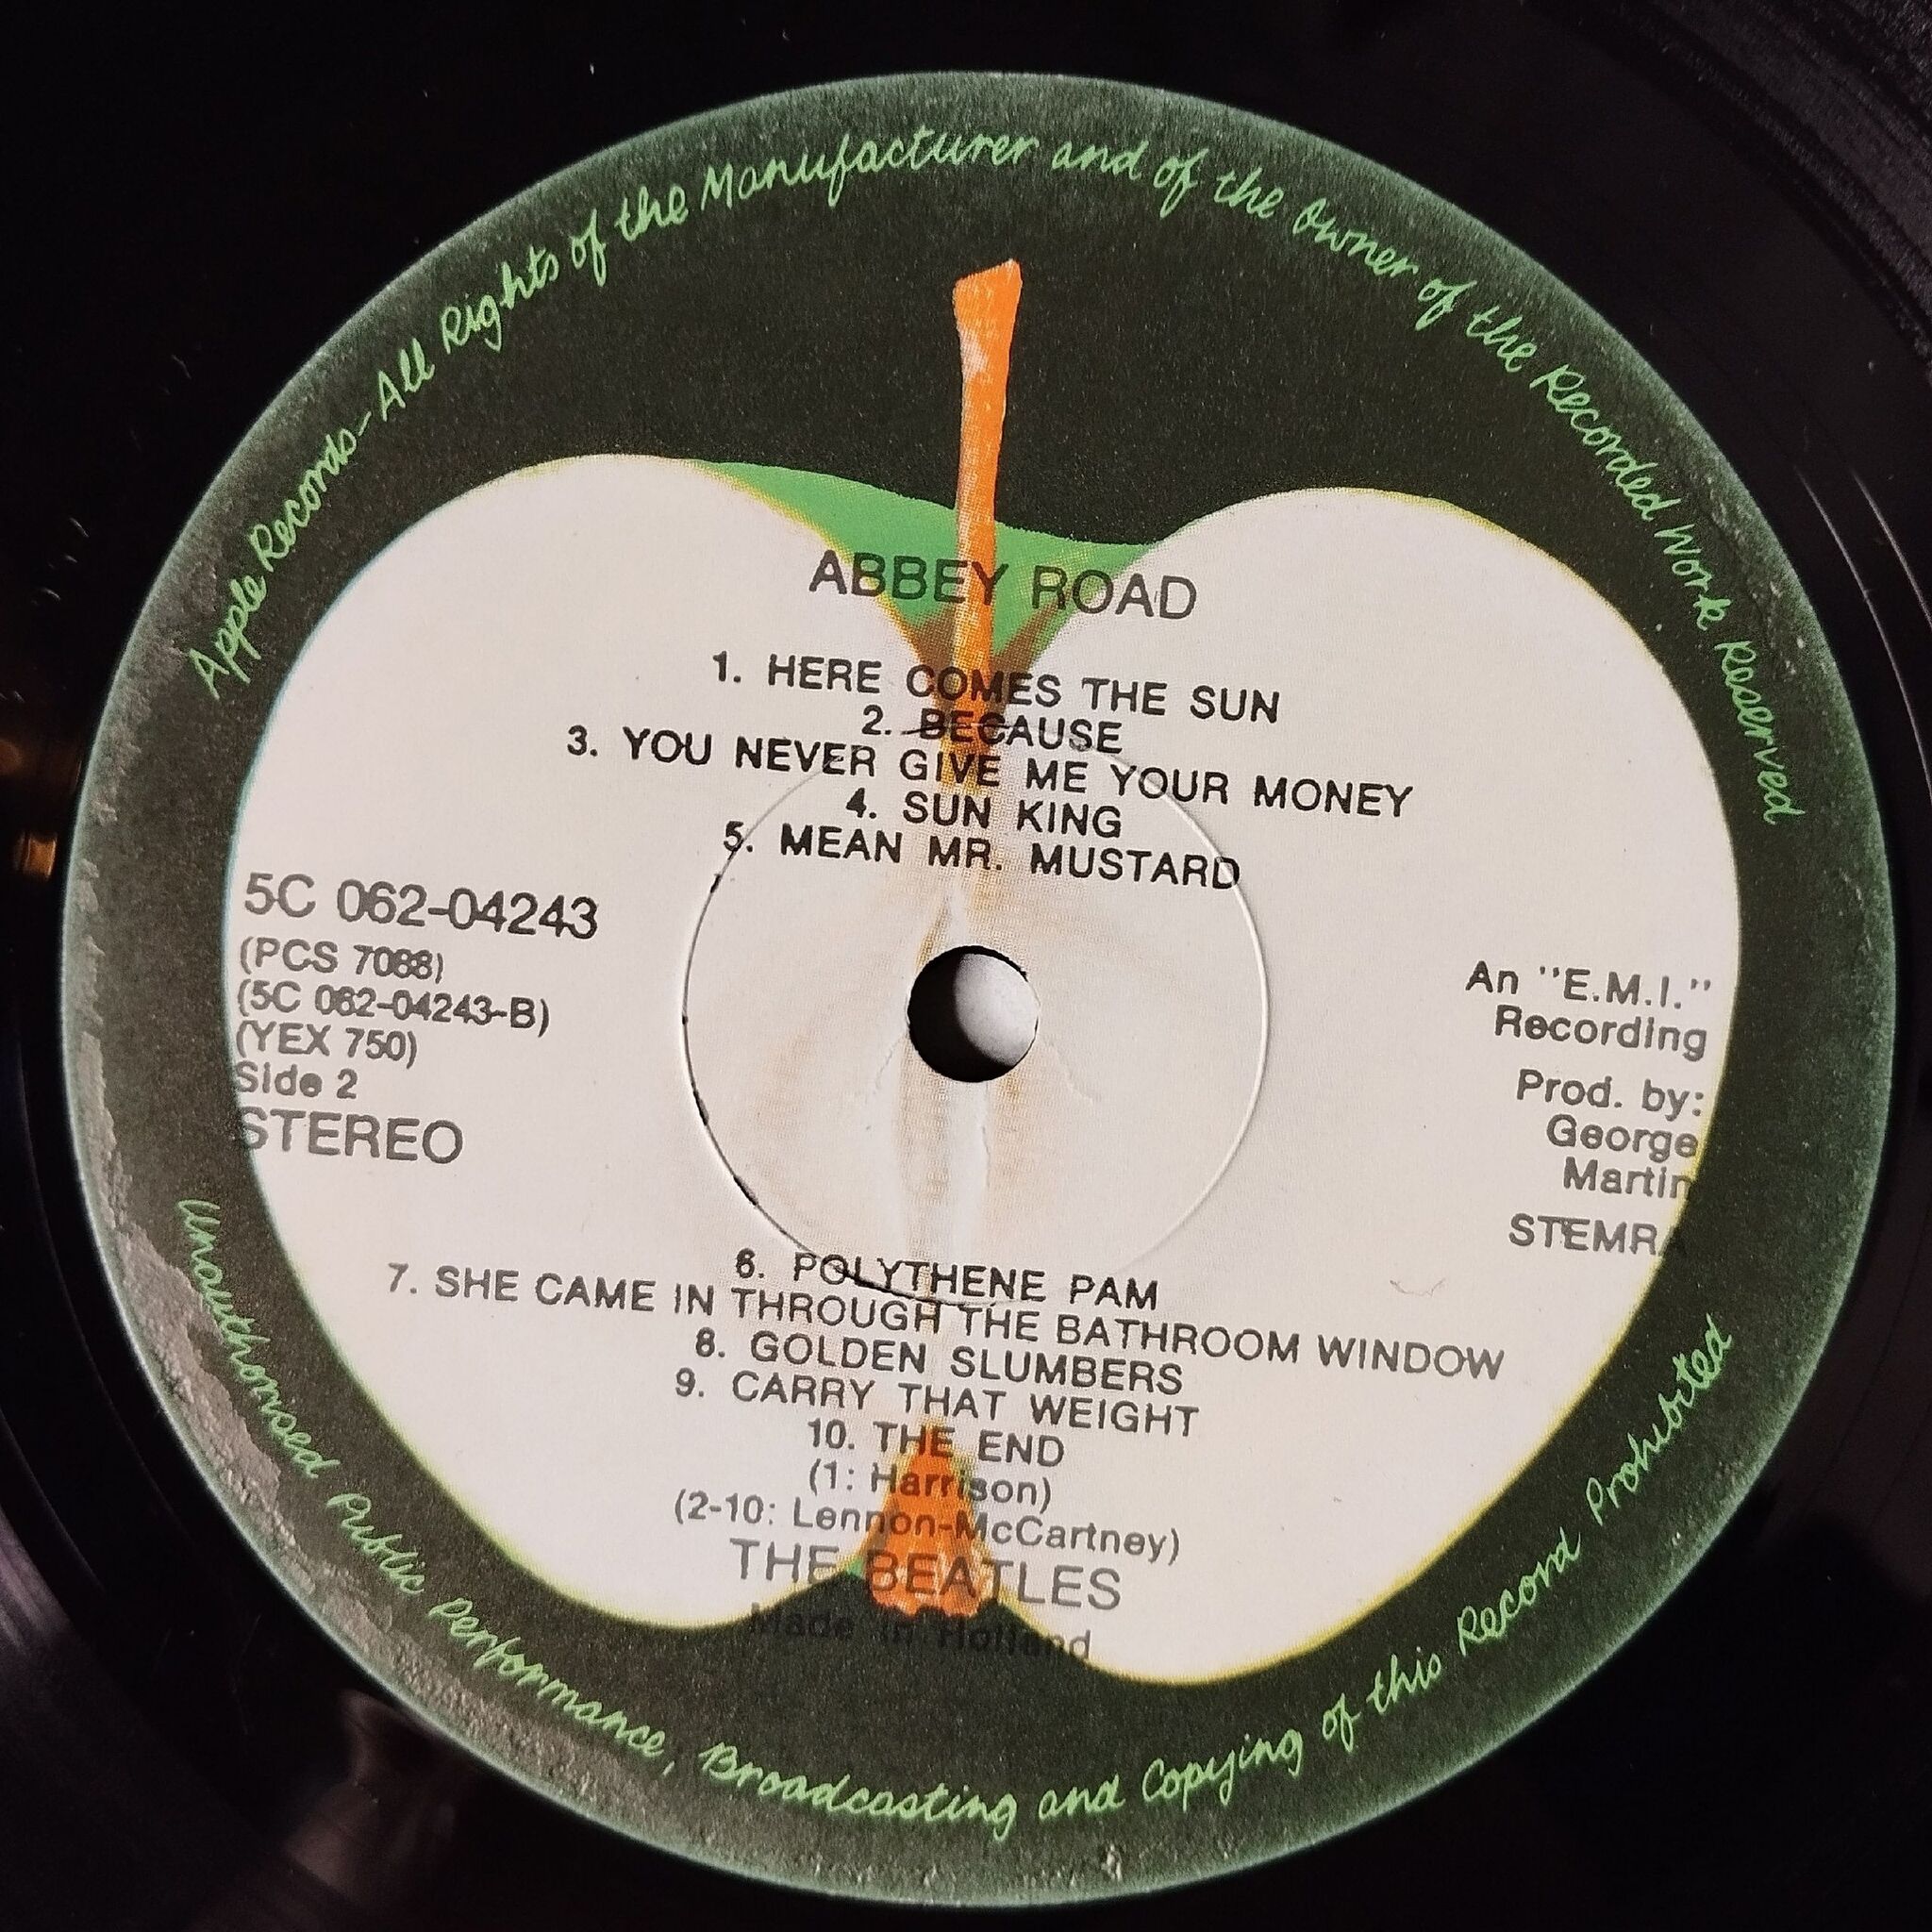 Apple Records-All Rights of the Manufacturer and of the Owner of the Recorded Work Reserved
ABBEY ROAD
1. HERE COMES THE SUN
2. BECAUSE
3. YOU NEVER GIVE ME YOUR MONEY
4. SUN KING
5. MEAN MR. MUSTARD
5C 062-04243
(PCS 7088)
(5C 062-04243-B)
(YEX 750)
Side 2
STEREO
An "E.M.I."
Recording
Prod. by:
George
Martin
STEMRA
6. POLYTHENE PAM
7. SHE CAME IN THROUGH THE BATHROOM WINDOW
8. GOLDEN SLUMBERS
9. CARRY THAT WEIGHT
10. THE END
(1: Harrison)
(2-10: Lennon-McCartney)
THE BEATLES
Made in Holland
Unauthorised Public Performance, Broadcasting and Copying of this Record Prohibited